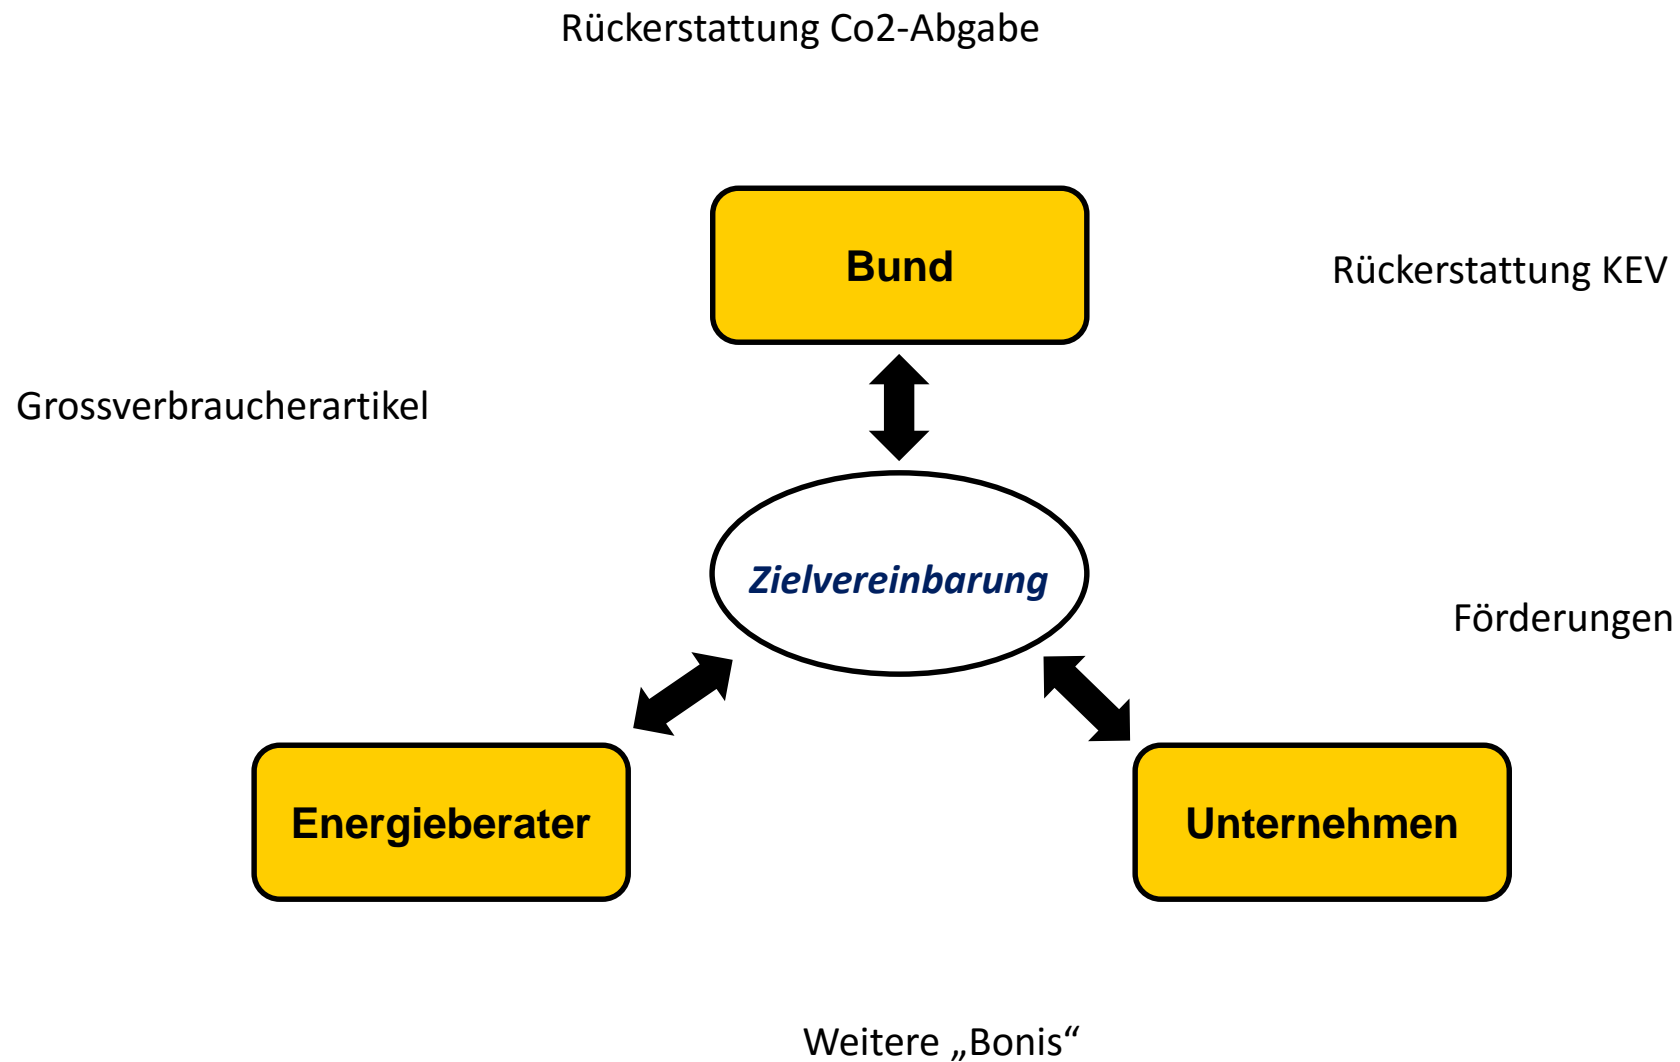 Rückerstattung Co2-Abgabe
Bund
Rückerstattung KEV
Grossverbraucherartikel
Zielvereinbarung
Förderungen
Energieberater
Unternehmen
Weitere „Bonis“